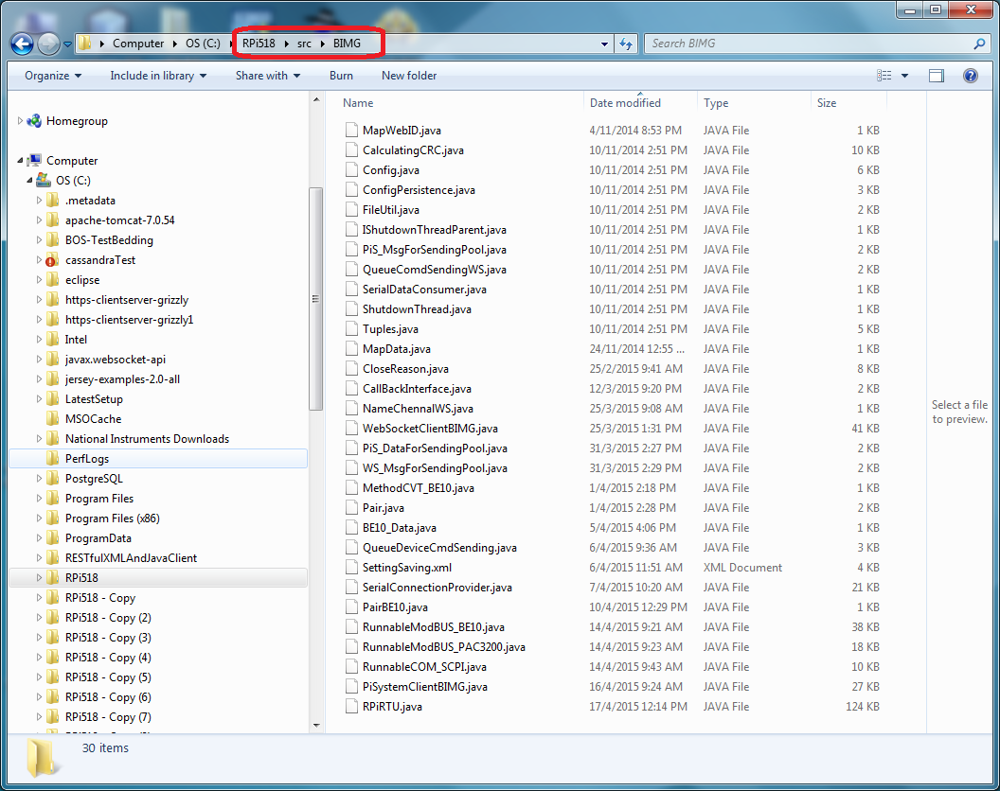 Computer OS (C:) RPi518 src BIMG Search BIMG
Organize Include in library Share with Burn New folder
Homegroup
Computer
OS (C:)
.metadata
apache-tomcat-7.0.54
BOS-TestBedding
cassandraTest
eclipse
https-clientserver-grizzly
https-clientserver-grizzly1
Intel
javax.websocket-api
jersey-examples-2.0-all
LatestSetup
MSOCache
National Instruments Downloads
PerfLogs
PostgreSQL
Program Files
Program Files (x86)
ProgramData
RESTfulXMLAndJavaClient
RPi518
RPi518 - Copy
RPi518 - Copy (2)
RPi518 - Copy (3)
RPi518 - Copy (4)
RPi518 - Copy (5)
RPi518 - Copy (6)
RPi518 - Copy (7)
Name Date modified Type Size
MapWebID.java 4/11/2014 8:53 PM JAVA File 1 KB
CalculatingCRC.java 10/11/2014 2:51 PM JAVA File 10 KB
Config.java 10/11/2014 2:51 PM JAVA File 6 KB
ConfigPersistence.java 10/11/2014 2:51 PM JAVA File 3 KB
FileUtil.java 10/11/2014 2:51 PM JAVA File 2 KB
IShutdownThreadParent.java 10/11/2014 2:51 PM JAVA File 1 KB
PiS_MsgForSendingPool.java 10/11/2014 2:51 PM JAVA File 2 KB
QueueComdSendingWS.java 10/11/2014 2:51 PM JAVA File 2 KB
SerialDataConsumer.java 10/11/2014 2:51 PM JAVA File 1 KB
ShutdownThread.java 10/11/2014 2:51 PM JAVA File 1 KB
Tuples.java 10/11/2014 2:51 PM JAVA File 5 KB
MapData.java 24/11/2014 12:55 ... JAVA File 1 KB
CloseReason.java 25/2/2015 9:41 AM JAVA File 8 KB
CallBackInterface.java 12/3/2015 9:20 PM JAVA File 2 KB
NameChennalWS.java 25/3/2015 9:08 AM JAVA File 1 KB
WebSocketClientBIMG.java 25/3/2015 1:31 PM JAVA File 41 KB
PiS_DataForSendingPool.java 31/3/2015 2:27 PM JAVA File 2 KB
WS_MsgForSendingPool.java 31/3/2015 2:29 PM JAVA File 2 KB
MethodCVT_BE10.java 1/4/2015 2:18 PM JAVA File 1 KB
Pair.java 1/4/2015 2:28 PM JAVA File 2 KB
BE10_Data.java 5/4/2015 4:06 PM JAVA File 1 KB
QueueDeviceCmdSending.java 6/4/2015 9:36 AM JAVA File 3 KB
SettingSaving.xml 6/4/2015 11:51 AM XML Document 4 KB
SerialConnectionProvider.java 7/4/2015 10:20 AM JAVA File 21 KB
PairBE10.java 10/4/2015 12:29 PM JAVA File 1 KB
RunnableModBUS_BE10.java 14/4/2015 9:21 AM JAVA File 38 KB
RunnableModBUS_PAC3200.java 14/4/2015 9:23 AM JAVA File 18 KB
RunnableCOM_SCPI.java 14/4/2015 9:43 AM JAVA File 10 KB
PiSystemClientBIMG.java 16/4/2015 9:24 AM JAVA File 27 KB
RPiRTU.java 17/4/2015 12:14 PM JAVA File 124 KB
Select a file
to preview.
30 items